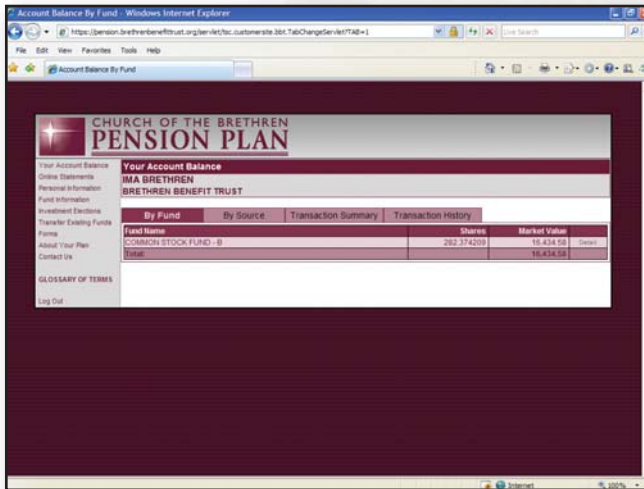 Account Balance By Fund - Windows Internet Explorer
https://pension.brethrenbenefittrust.org/servlet/tsc.customersite.bbt.TabChangeServlet?TAB=1
Live Search
File Edit View Favorites Tools Help
Account Balance By Fund
CHURCH OF THE BRETHREN
PENSION PLAN
Your Account Balance
Online Statements
Personal Information
Fund Information
Investment Elections
Transfer Existing Funds
Forms
About Your Plan
Contact Us
GLOSSARY OF TERMS
Log Out
Your Account Balance
IMA BRETHREN
BRETHREN BENEFIT TRUST
By Fund By Source Transaction Summary Transaction History
Fund Name Shares Market Value
COMMON STOCK FUND - B 282.374209 16,434.58 Detail
Total: 16,434.58
Internet 100%